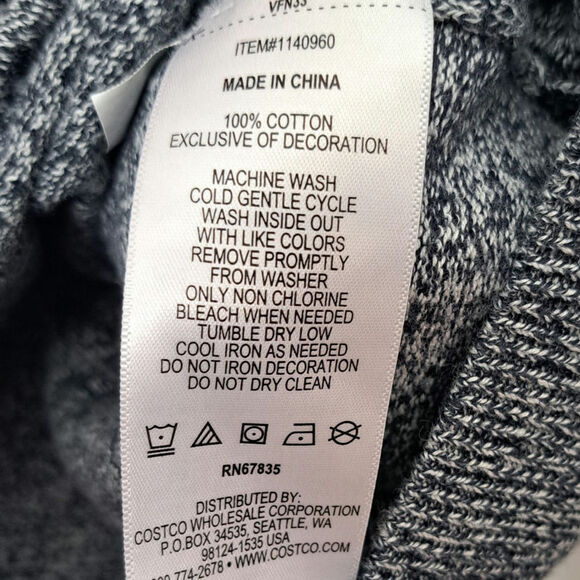 VFN33
ITEM#1140960
MADE IN CHINA
100% COTTON
EXCLUSIVE OF DECORATION
MACHINE WASH
COLD GENTLE CYCLE
WASH INSIDE OUT
WITH LIKE COLORS
REMOVE PROMPTLY
FROM WASHER
ONLY NON CHLORINE
BLEACH WHEN NEEDED
TUMBLE DRY LOW
COOL IRON AS NEEDED
DO NOT IRON DECORATION
DO NOT DRY CLEAN
RN67835
DISTRIBUTED BY:
COSTCO WHOLESALE CORPORATION
P.O.BOX 34535, SEATTLE, WA
98124-1535 USA
774-2678 • WWW.COSTCO.COM